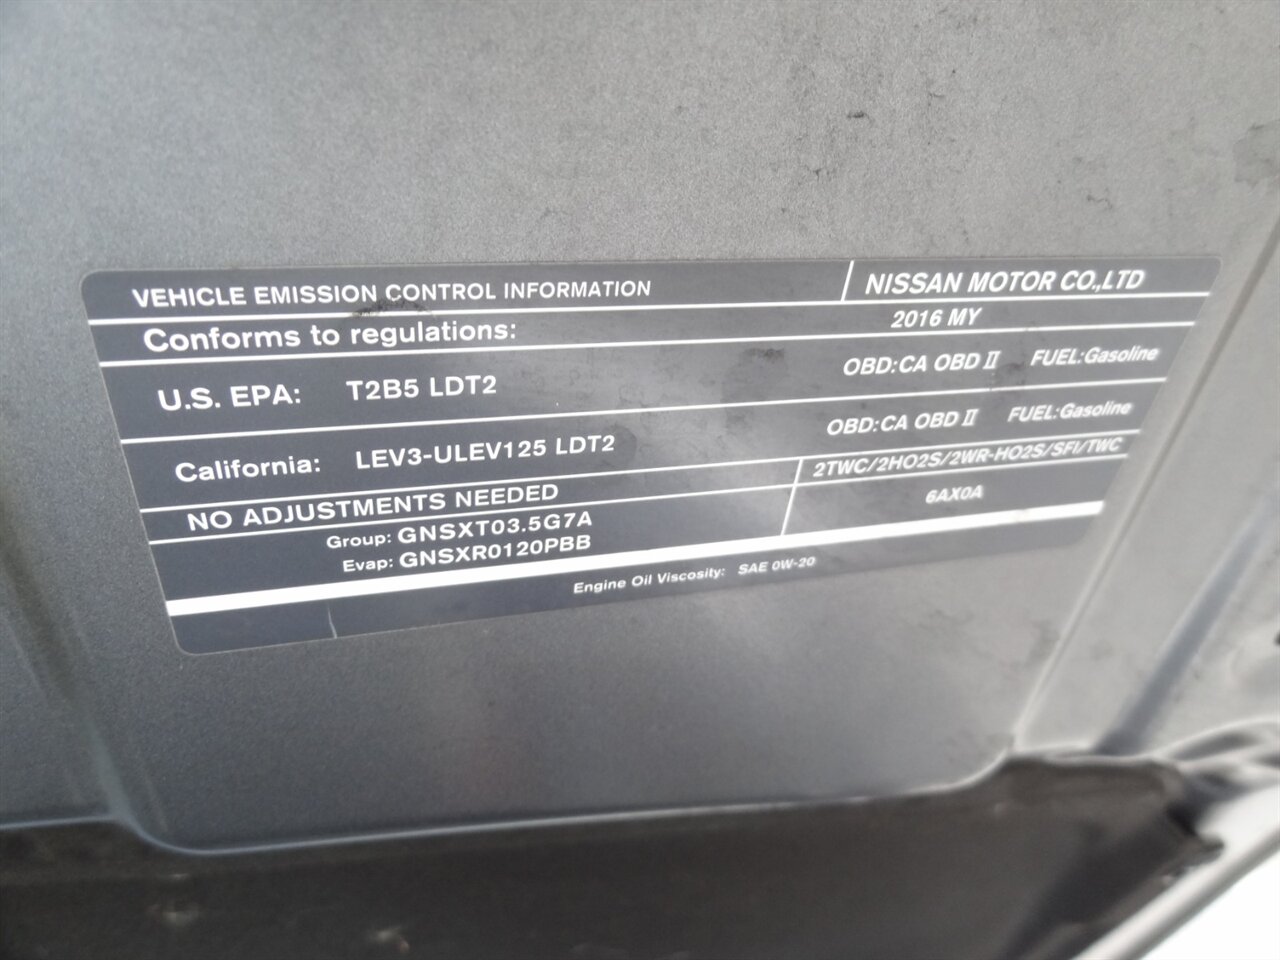 VEHICLE EMISSION CONTROL INFORMATION NISSAN MOTOR CO.,LTD
Conforms to regulations: 2016 MY
U.S. EPA: T2B5 LDT2 OBD:CA OBD II FUEL:Gasoline
California: LEV3-ULEV125 LDT2 OBD:CA OBD II FUEL:Gasoline
NO ADJUSTMENTS NEEDED 2TWC/2HO2S/2WR-HO2S/SFI/TWC
Group: GNSXT03.5G7A 6AX0A
Evap: GNSXR0120PBB
Engine Oil Viscosity: SAE 0W-20